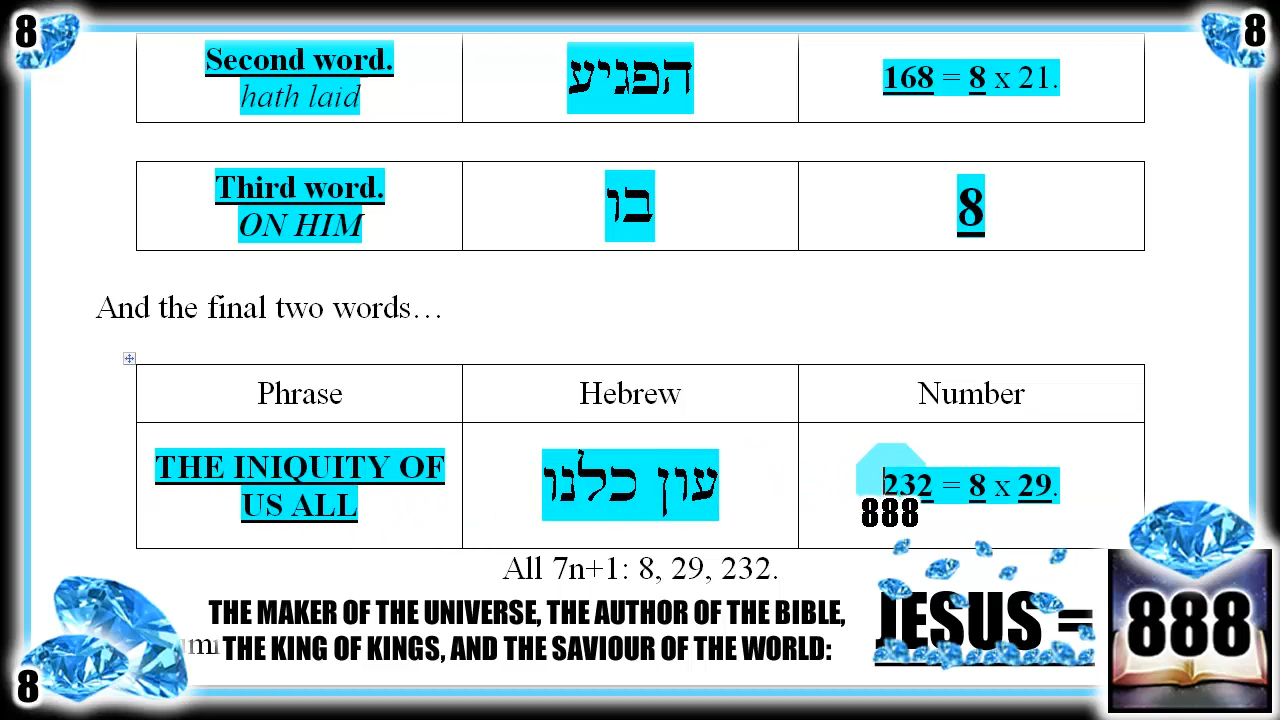 8
8
Second word.
hath laid
הפגיע
168 = 8 x 21.
Third word.
ON HIM
בו
8
And the final two words…
Phrase
Hebrew
Number
THE INIQUITY OF
US ALL
עון כלנו
232 = 8 x 29.
888
All 7n+1: 8, 29, 232.
THE MAKER OF THE UNIVERSE, THE AUTHOR OF THE BIBLE,
THE KING OF KINGS, AND THE SAVIOUR OF THE WORLD:
JESUS =
888
8